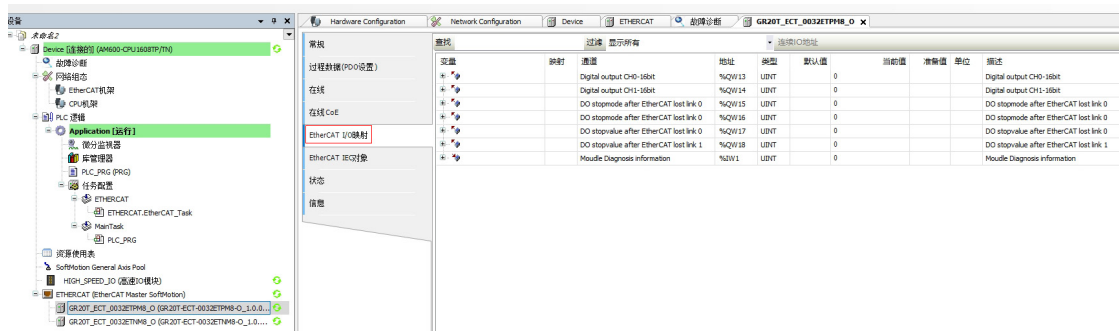 设备
未命名2
Device [连接的] (AM600-CPU1608TP/TN)
故障诊断
网络组态
EtherCAT机架
CPU机架
PLC 逻辑
Application [运行]
微分监视器
库管理器
PLC_PRG (PRG)
任务配置
ETHERCAT
ETHERCAT.EtherCAT_Task
MainTask
PLC_PRG
资源使用表
SoftMotion General Axis Pool
HIGH_SPEED_IO (高速IO模块)
ETHERCAT (EtherCAT Master SoftMotion)
GR20T_ECT_0032ETPM8_O (GR20T-ECT-0032ETPM8-O_1.0.0...
GR20T_ECT_0032ETNM8_O (GR20T-ECT-0032ETNM8-O_1.0....
Hardware Configuration Network Configuration Device ETHERCAT 故障诊断 GR20T_ECT_0032ETPM8_O
常规
过程数据(PDO设置)
在线
在线CoE
EtherCAT I/O映射
EtherCAT IEC对象
状态
信息
查找 过滤 显示所有 连续IO地址
变量 映射 通道 地址 类型 默认值 当前值 准备值 单位 描述
Digital output CH0-16bit %QW13 UINT 0 Digital output CH0-16bit
Digital output CH1-16bit %QW14 UINT 0 Digital output CH1-16bit
DO stopmode after EtherCAT lost link 0 %QW15 UINT 0 DO stopmode after EtherCAT lost link 0
DO stopmode after EtherCAT lost link 0 %QW16 UINT 0 DO stopmode after EtherCAT lost link 0
DO stopvalue after EtherCAT lost link 0 %QW17 UINT 0 DO stopvalue after EtherCAT lost link 0
DO stopvalue after EtherCAT lost link 1 %QW18 UINT 0 DO stopvalue after EtherCAT lost link 1
Moudle Diagnosis information %IW1 UINT 0 Moudle Diagnosis information